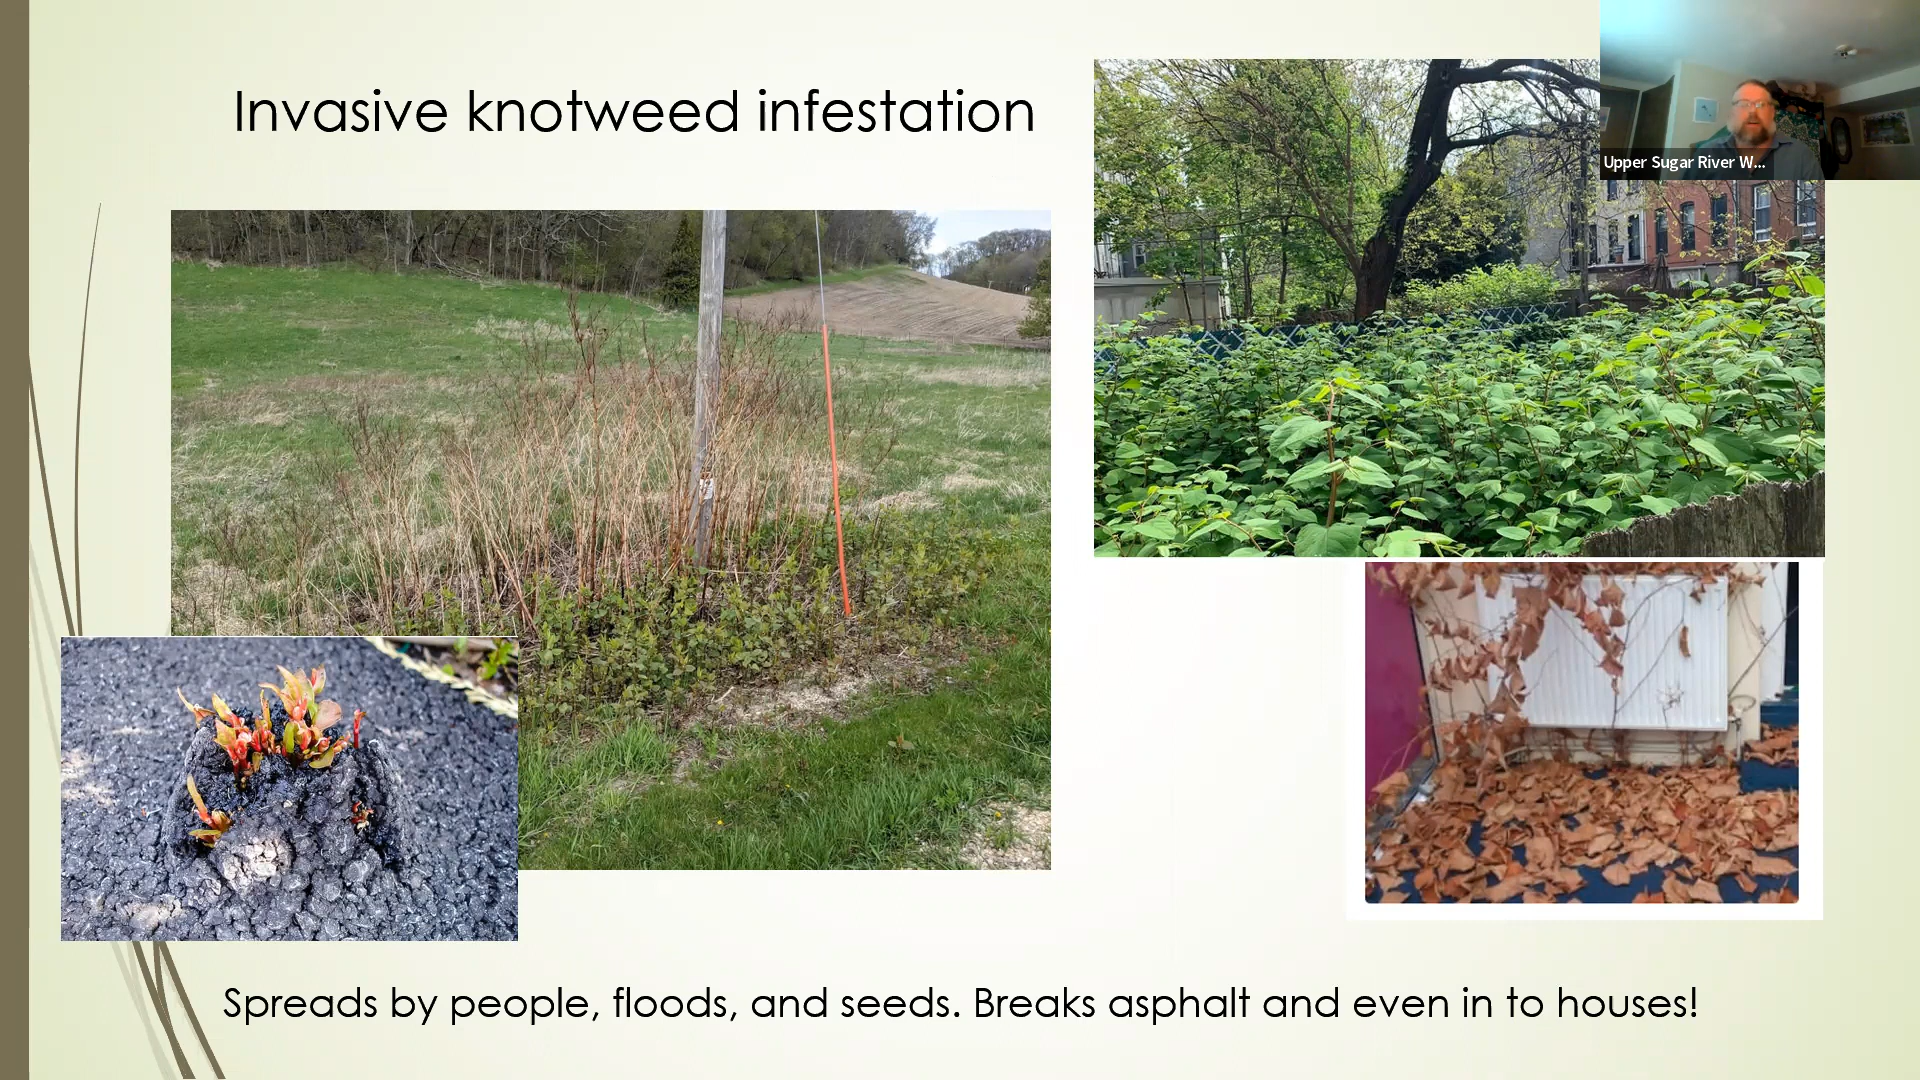 Invasive knotweed infestation
Upper Sugar River W...
Spreads by people, floods, and seeds. Breaks asphalt and even in to houses!